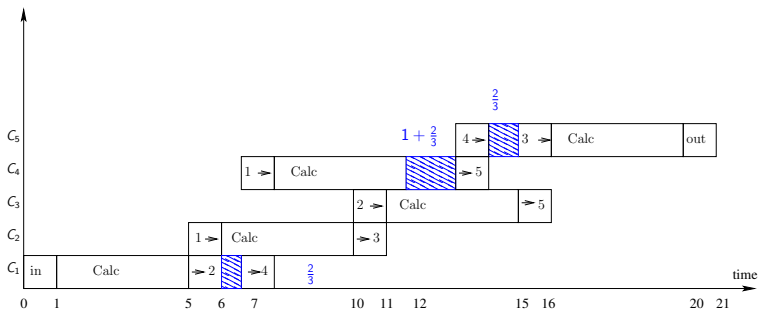 2/3
1 + 2/3
C5 4 → 3 → Calc out
C4 1 → Calc → 5
C3 2 → Calc → 5
C2 1 → Calc → 3
C1 in Calc → 2 → 4 2/3
time
0 1 5 6 7 10 11 12 15 16 20 21